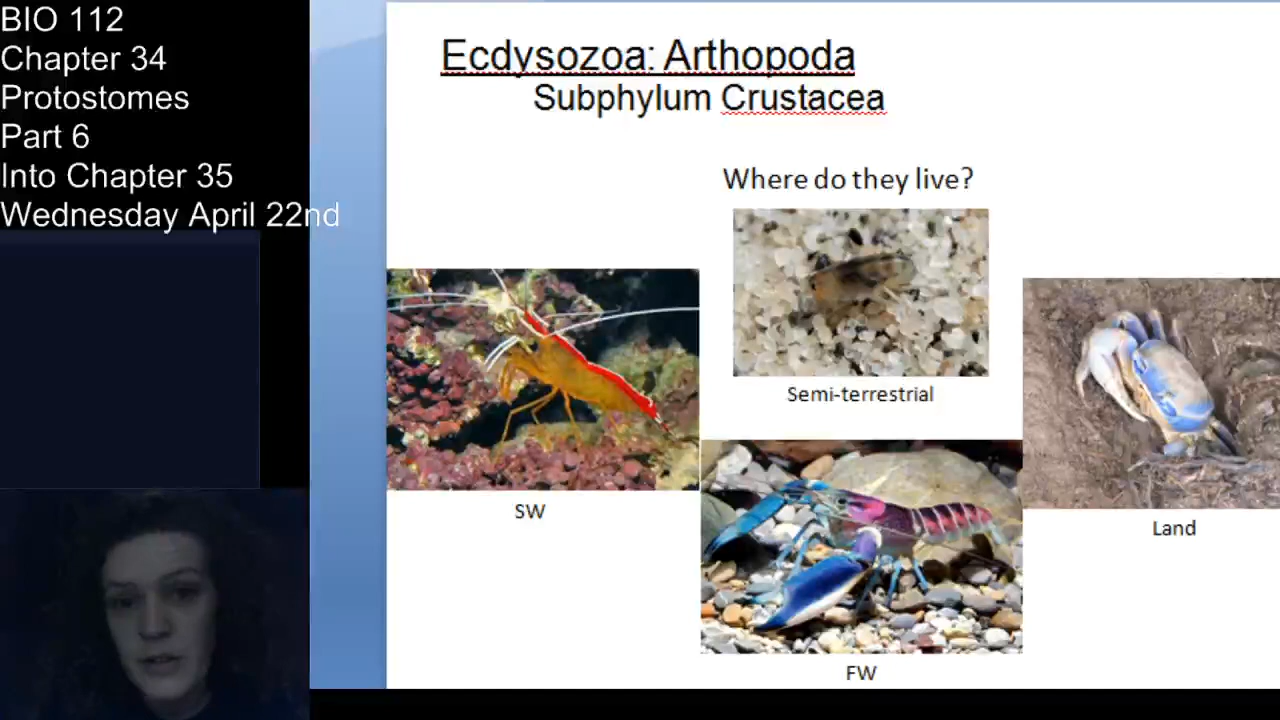 BIO 112
Chapter 34
Protostomes
Part 6
Into Chapter 35
Wednesday April 22nd
Ecdysozoa: Arthopoda
Subphylum Crustacea
Where do they live?
Semi-terrestrial
SW
Land
FW